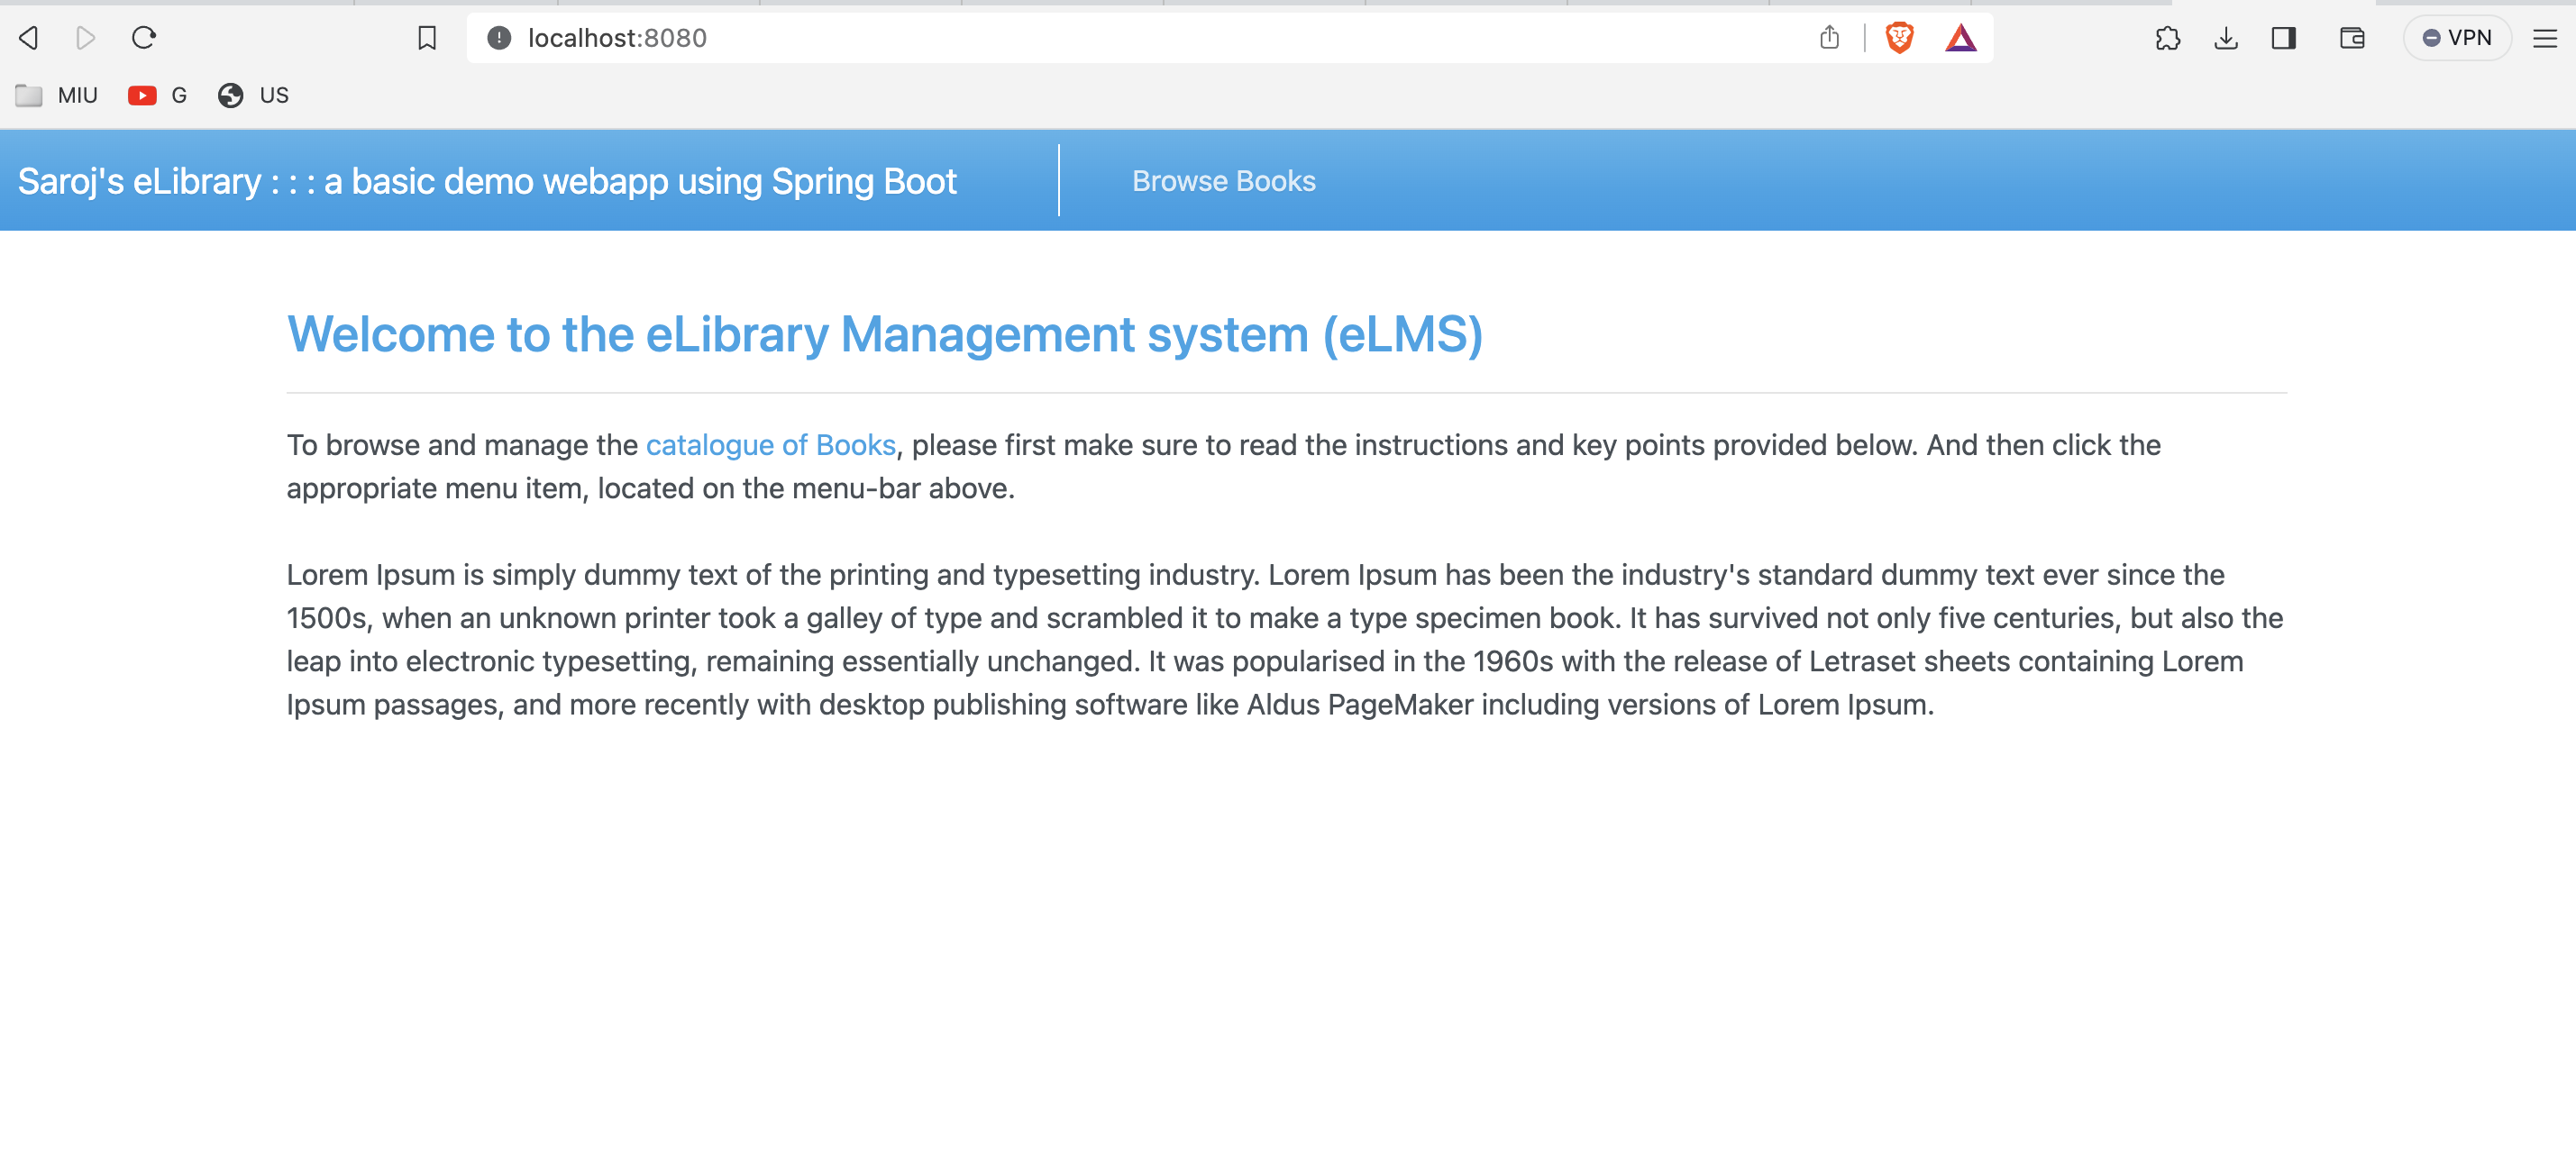 localhost:8080
VPN
MIU G US
Saroj's eLibrary : : : a basic demo webapp using Spring Boot Browse Books
Welcome to the eLibrary Management system (eLMS)
To browse and manage the catalogue of Books, please first make sure to read the instructions and key points provided below. And then click the
appropriate menu item, located on the menu-bar above.
Lorem Ipsum is simply dummy text of the printing and typesetting industry. Lorem Ipsum has been the industry's standard dummy text ever since the
1500s, when an unknown printer took a galley of type and scrambled it to make a type specimen book. It has survived not only five centuries, but also the
leap into electronic typesetting, remaining essentially unchanged. It was popularised in the 1960s with the release of Letraset sheets containing Lorem
Ipsum passages, and more recently with desktop publishing software like Aldus PageMaker including versions of Lorem Ipsum.